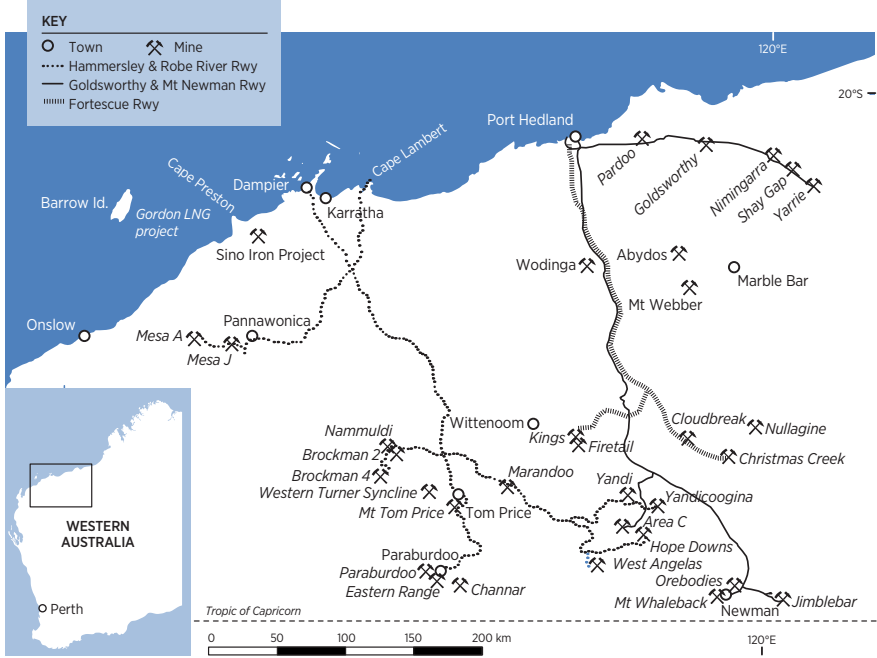 KEY
Town
Mine
Hammersley & Robe River Rwy
Goldsworthy & Mt Newman Rwy
Fortescue Rwy
120°E
20°S
Port Hedland
Pardoo
Goldsworthy
Nimingarra
Shay Gap
Yarrie
Cape Lambert
Cape Preston
Dampier
Karratha
Barrow Id.
Gordon LNG
project
Sino Iron Project
Wodinga
Abydos
Marble Bar
Mt Webber
Onslow
Pannawonica
Mesa A
Mesa J
Wittenoom
Kings
Firetail
Cloudbreak
Nullagine
Christmas Creek
Nammuldi
Brockman 2
Brockman 4
Western Turner Syncline
Marandoo
Mt Tom Price
Tom Price
Yandi
Yandicoogina
Area C
Hope Downs
West Angelas
Paraburdoo
Paraburdoo
Eastern Range
Channar
Orebodies
Mt Whaleback
Newman
Jimblebar
WESTERN
AUSTRALIA
Perth
Tropic of Capricorn
0
50
100
150
200 km
120°E